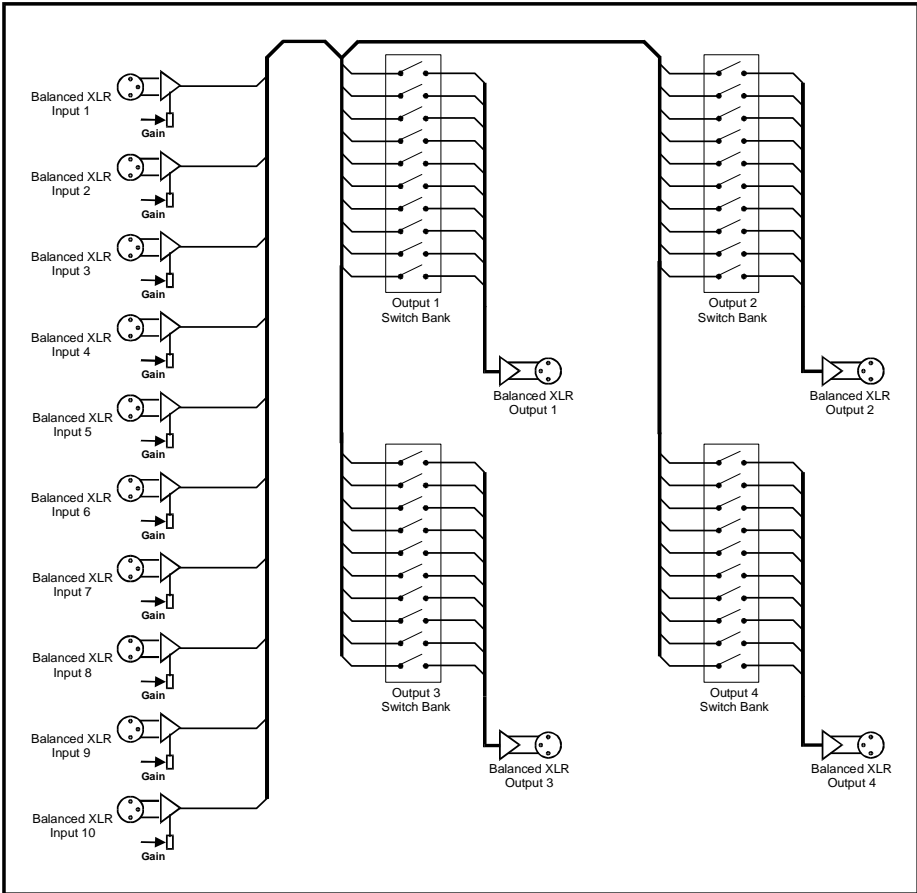 Balanced XLR
Input 1
Gain
Balanced XLR
Input 2
Gain
Balanced XLR
Input 3
Gain
Balanced XLR
Input 4
Gain
Balanced XLR
Input 5
Gain
Balanced XLR
Input 6
Gain
Balanced XLR
Input 7
Gain
Balanced XLR
Input 8
Gain
Balanced XLR
Input 9
Gain
Balanced XLR
Input 10
Gain
Output 1
Switch Bank
Balanced XLR
Output 1
Output 2
Switch Bank
Balanced XLR
Output 2
Output 3
Switch Bank
Balanced XLR
Output 3
Output 4
Switch Bank
Balanced XLR
Output 4